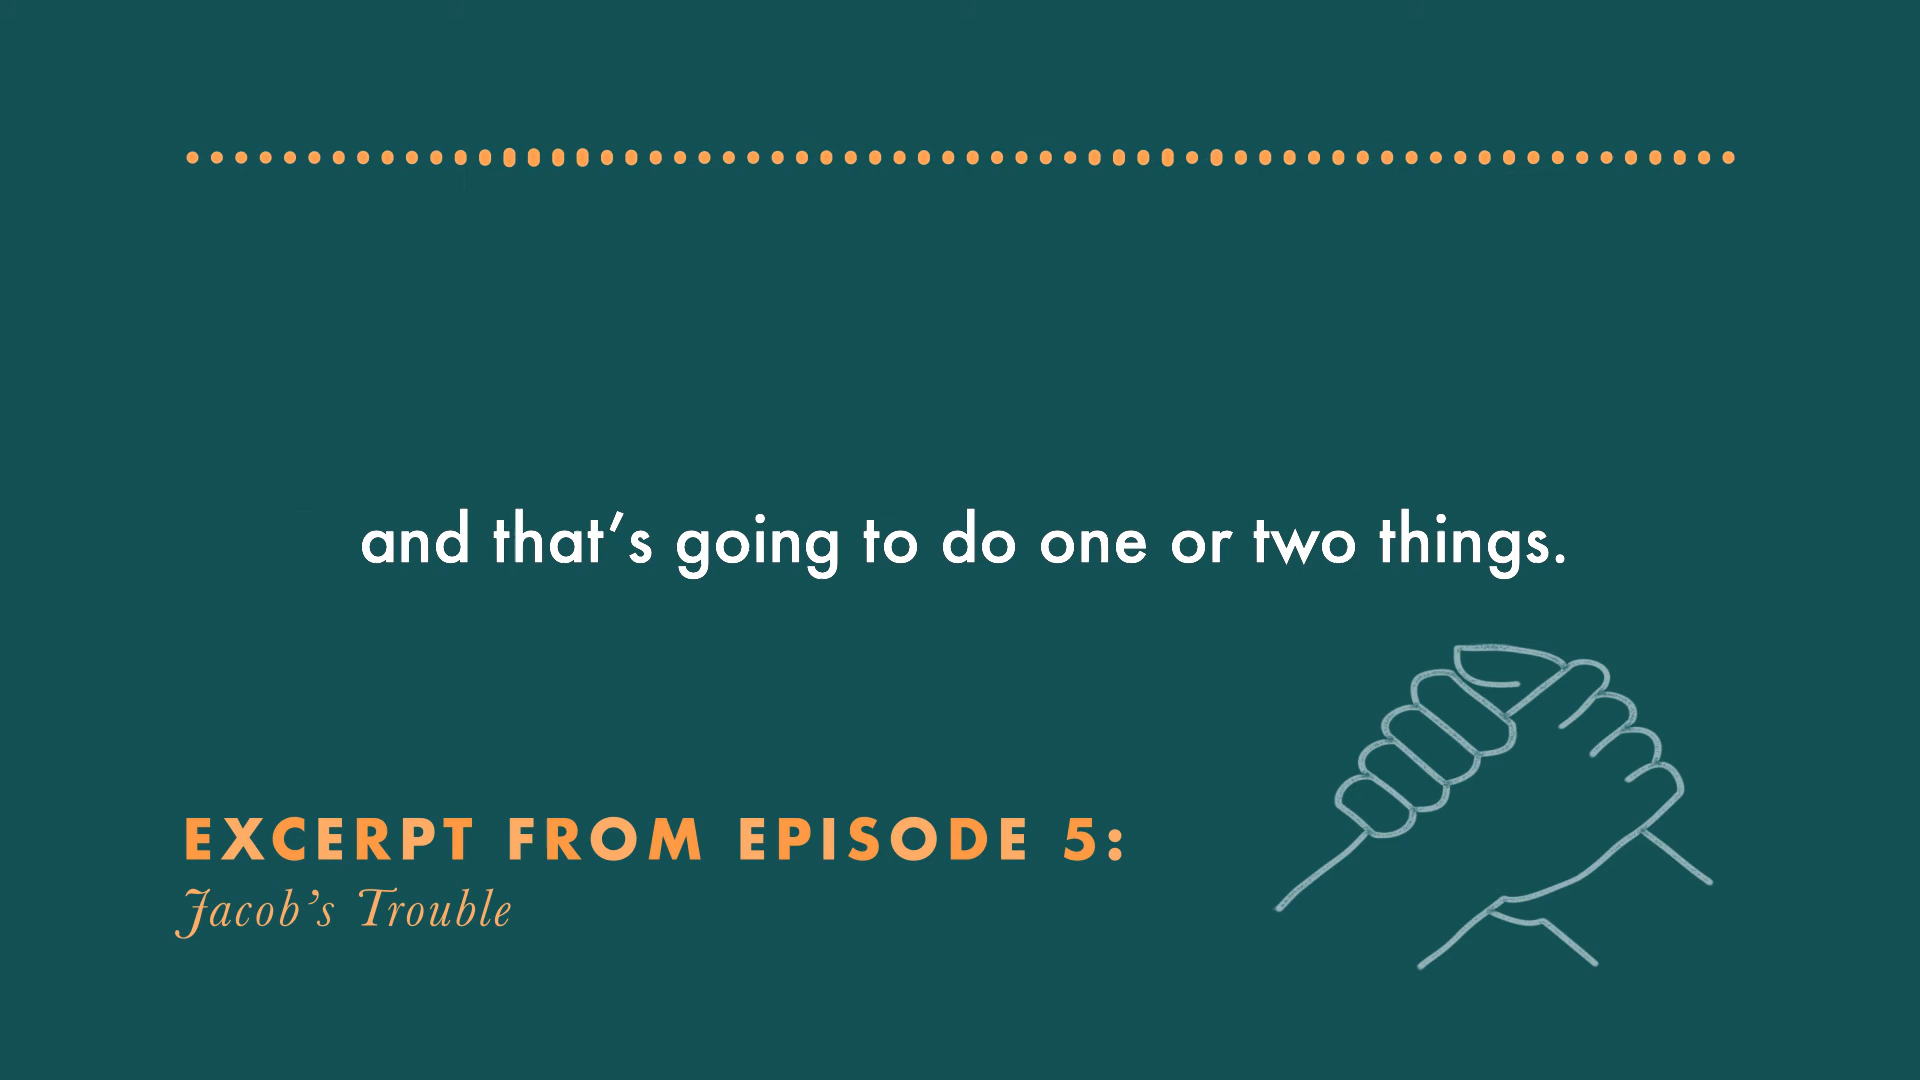 and that’s going to do one or two things.
EXCERPT FROM EPISODE 5:
Jacob’s Trouble